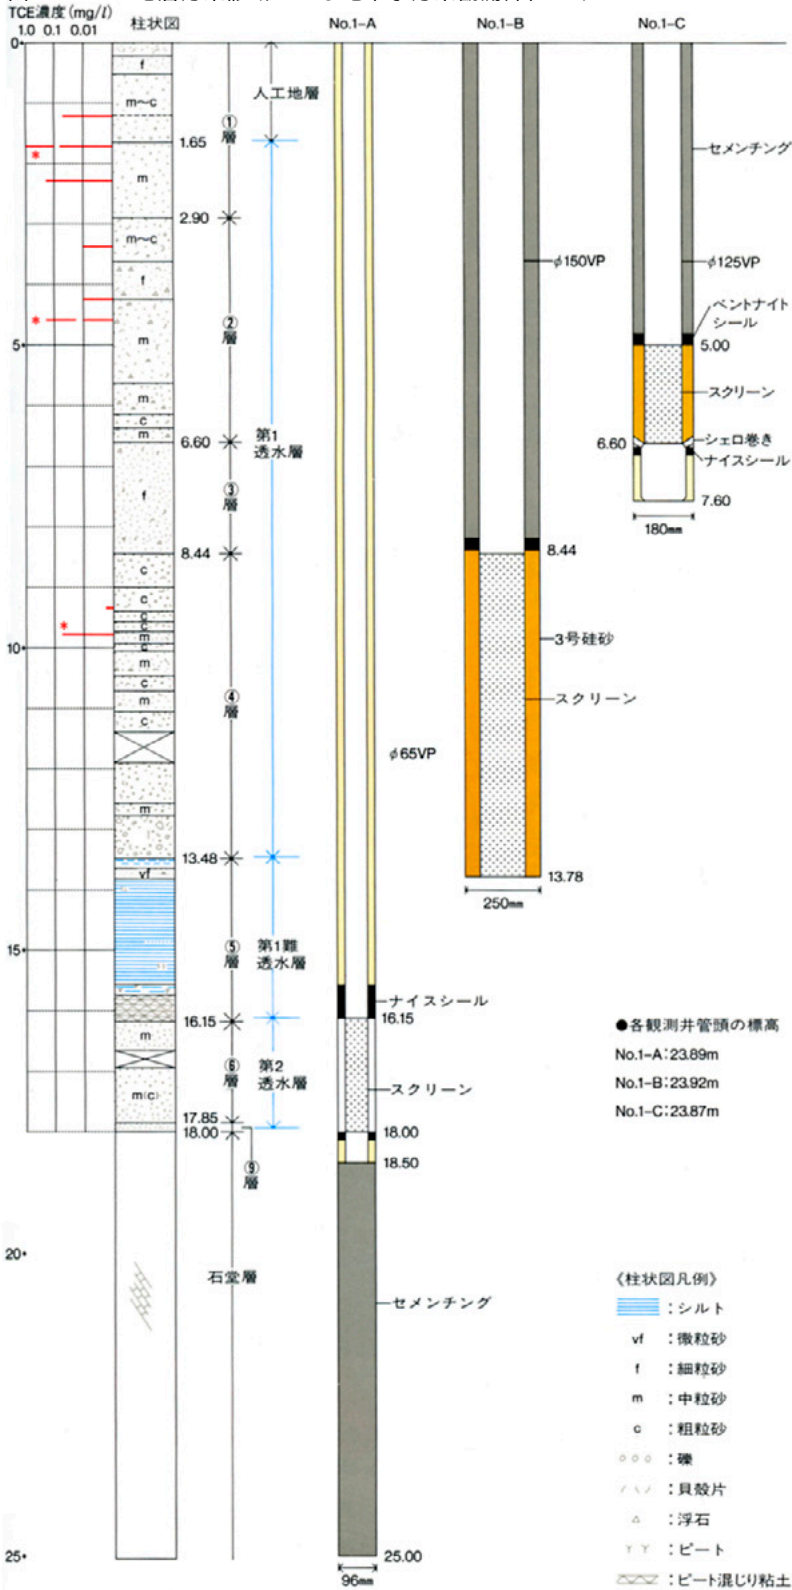 TCE濃度(mg/l)
1.0 0.1 0.01
柱状図
No.1-A
No.1-B
No.1-C
0
f
人工地層
m~c
①層
1.65
セメンチング
m
2.90
m~c
φ150VP
φ125VP
f
ベントナイト
シール
②層
m
5
5.00
m
スクリーン
c
m
6.60
第1
透水層
6.60
シェロ巻き
ナイスシール
f
③層
7.60
180mm
8.44
8.44
c
c
c
c
m
3号硅砂
10
c
m
c
④層
m
スクリーン
c
φ65VP
m
13.48
vf
13.78
250mm
15
⑤層
第1難
透水層
ナイスシール
16.15
16.15
m
⑥層
第2
透水層
スクリーン
m(c)
17.85
18.00
18.00
⑨層
18.50
●各観測井管頭の標高
No.1-A:23.89m
No.1-B:23.92m
No.1-C:23.87m
20
石堂層
セメンチング
25
25.00
96mm
《柱状図凡例》
:シルト
vf :微粒砂
f :細粒砂
m :中粒砂
c :粗粒砂
:礫
:貝殻片
:浮石
:ピート
:ピート混じり粘土